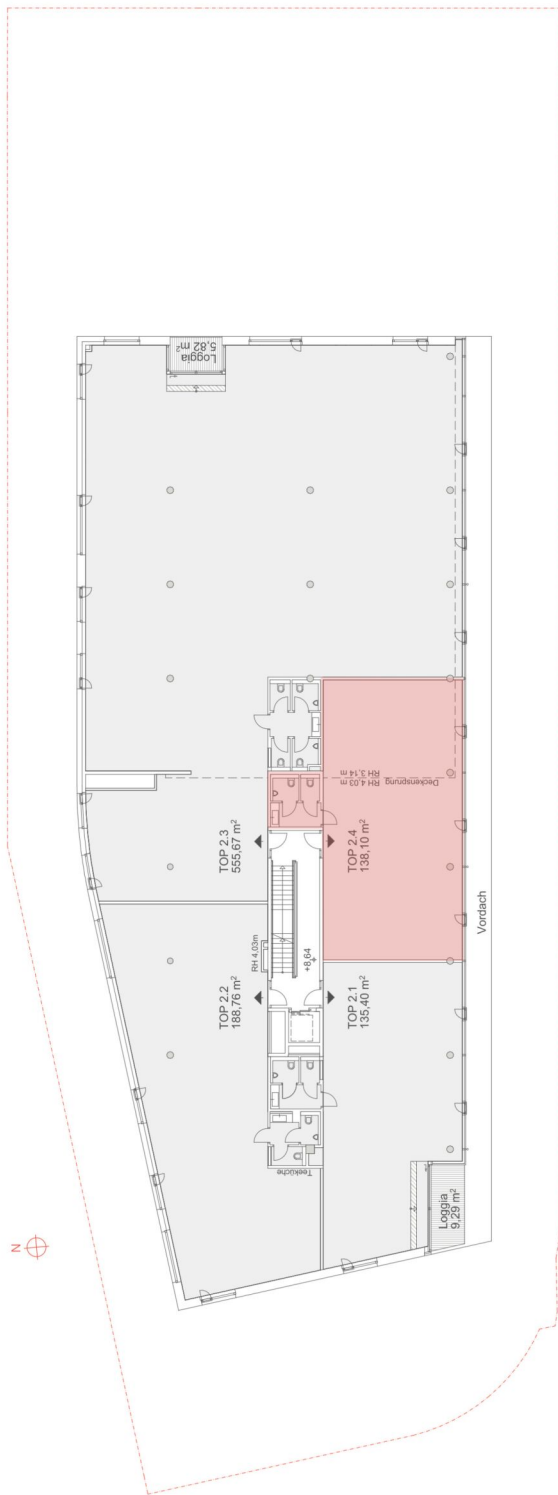 Loggia
5,82 m²
Deckensprung RH 4,03 m
RH 3,14 m
TOP 2.3
555,67 m²
TOP 2.4
138,10 m²
Vordach
RH 4,03m
+8,64
TOP 2.2
188,76 m²
TOP 2.1
135,40 m²
Teeküche
Loggia
9,29 m²
N